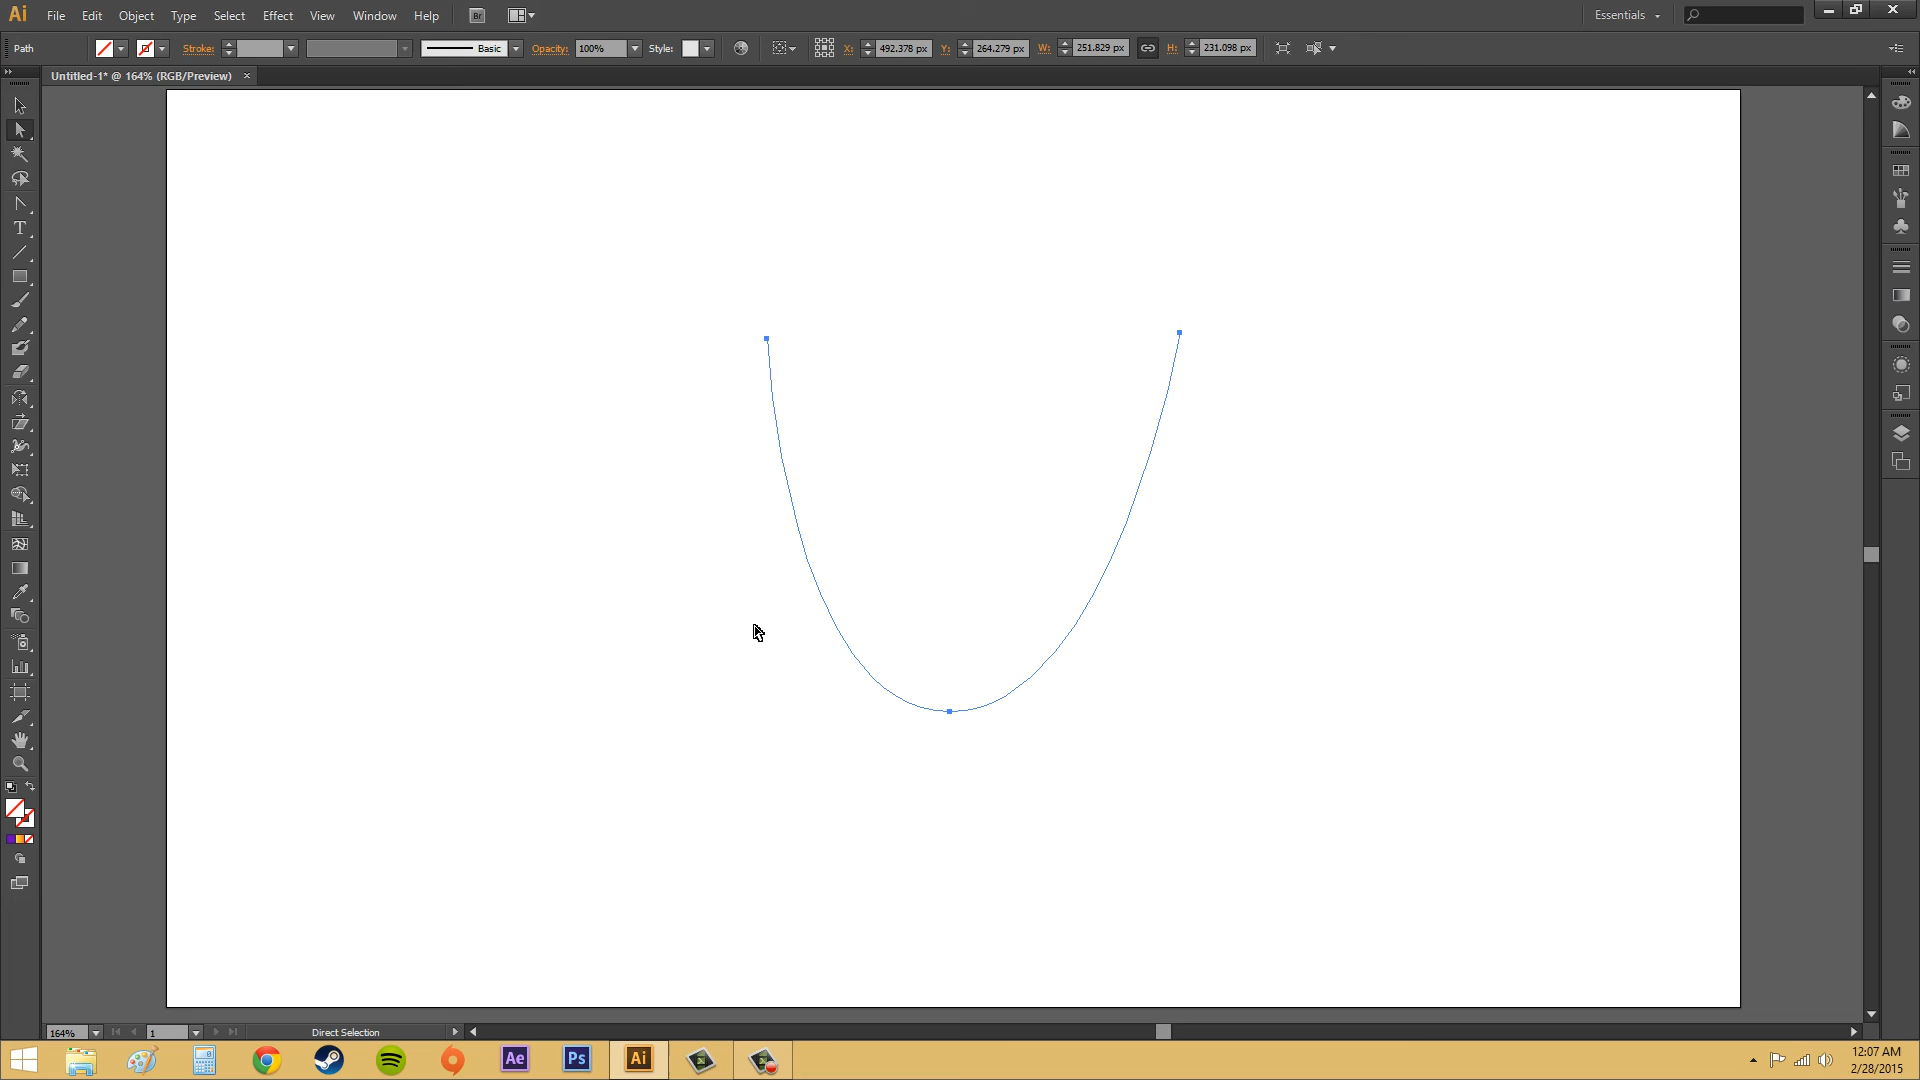 Ai File Edit Object Type Select Effect View Window Help Br Essentials
Path Stroke: Basic Opacity: 100% Style: X: 492.378 px Y: 264.279 px W: 251.829 px H: 231.098 px
Untitled-1* @ 164% (RGB/Preview) ×
T
164% 1 Direct Selection
Ae Ps Ai
12:07 AM
2/28/2015